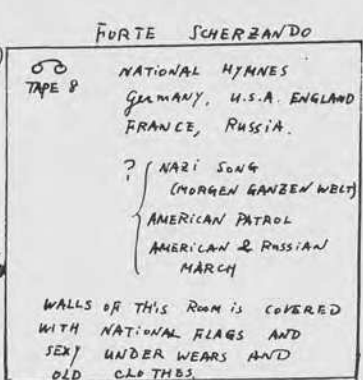 FORTE SCHERZANDO
TAPE 8
NATIONAL HYMNES
GERMANY, U.S.A. ENGLAND
FRANCE, RUSSIA.
? NAZI SONG
(MORGEN GANZEN WELT)
AMERICAN PATROL
AMERICAN & RUSSIAN
MARCH
WALLS OF THIS ROOM IS COVERED
WITH NATIONAL FLAGS AND
SEXY UNDER WEARS AND
OLD CLOTHES.